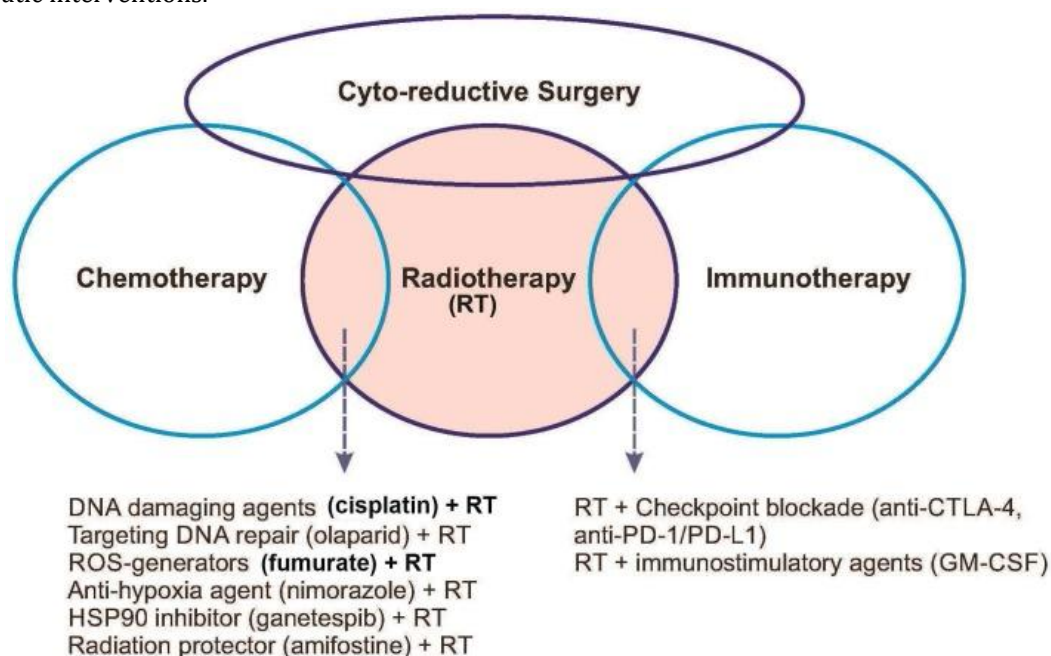 Cyto-reductive Surgery
Chemotherapy
Radiotherapy
(RT)
Immunotherapy
DNA damaging agents (cisplatin) + RT
Targeting DNA repair (olaparid) + RT
ROS-generators (fumurate) + RT
Anti-hypoxia agent (nimorazole) + RT
HSP90 inhibitor (ganetespib) + RT
Radiation protector (amifostine) + RT
RT + Checkpoint blockade (anti-CTLA-4,
anti-PD-1/PD-L1)
RT + immunostimulatory agents (GM-CSF)